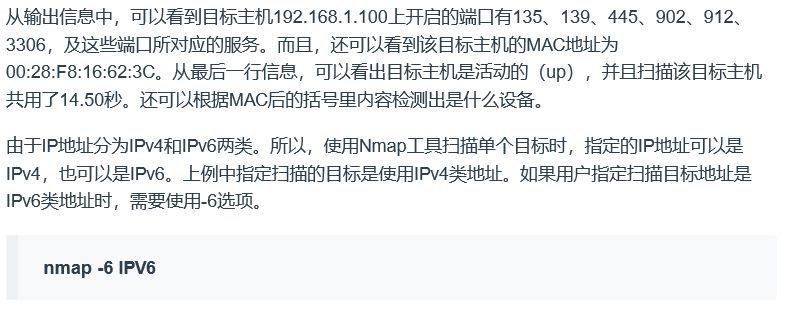 从输出信息中，可以看到目标主机192.168.1.100上开启的端口有135、139、445、902、912、
3306，及这些端口所对应的服务。而且，还可以看到该目标主机的MAC地址为
00:28:F8:16:62:3C。从最后一行信息，可以看出目标主机是活动的（up），并且扫描该目标主机
共用了14.50秒。还可以根据MAC后的括号里内容检测出是什么设备。
由于IP地址分为IPv4和IPv6两类。所以，使用Nmap工具扫描单个目标时，指定的IP地址可以是
IPv4，也可以是IPv6。上例中指定扫描的目标是使用IPv4类地址。如果用户指定扫描目标地址是
IPv6类地址时，需要使用-6选项。
nmap -6 IPV6